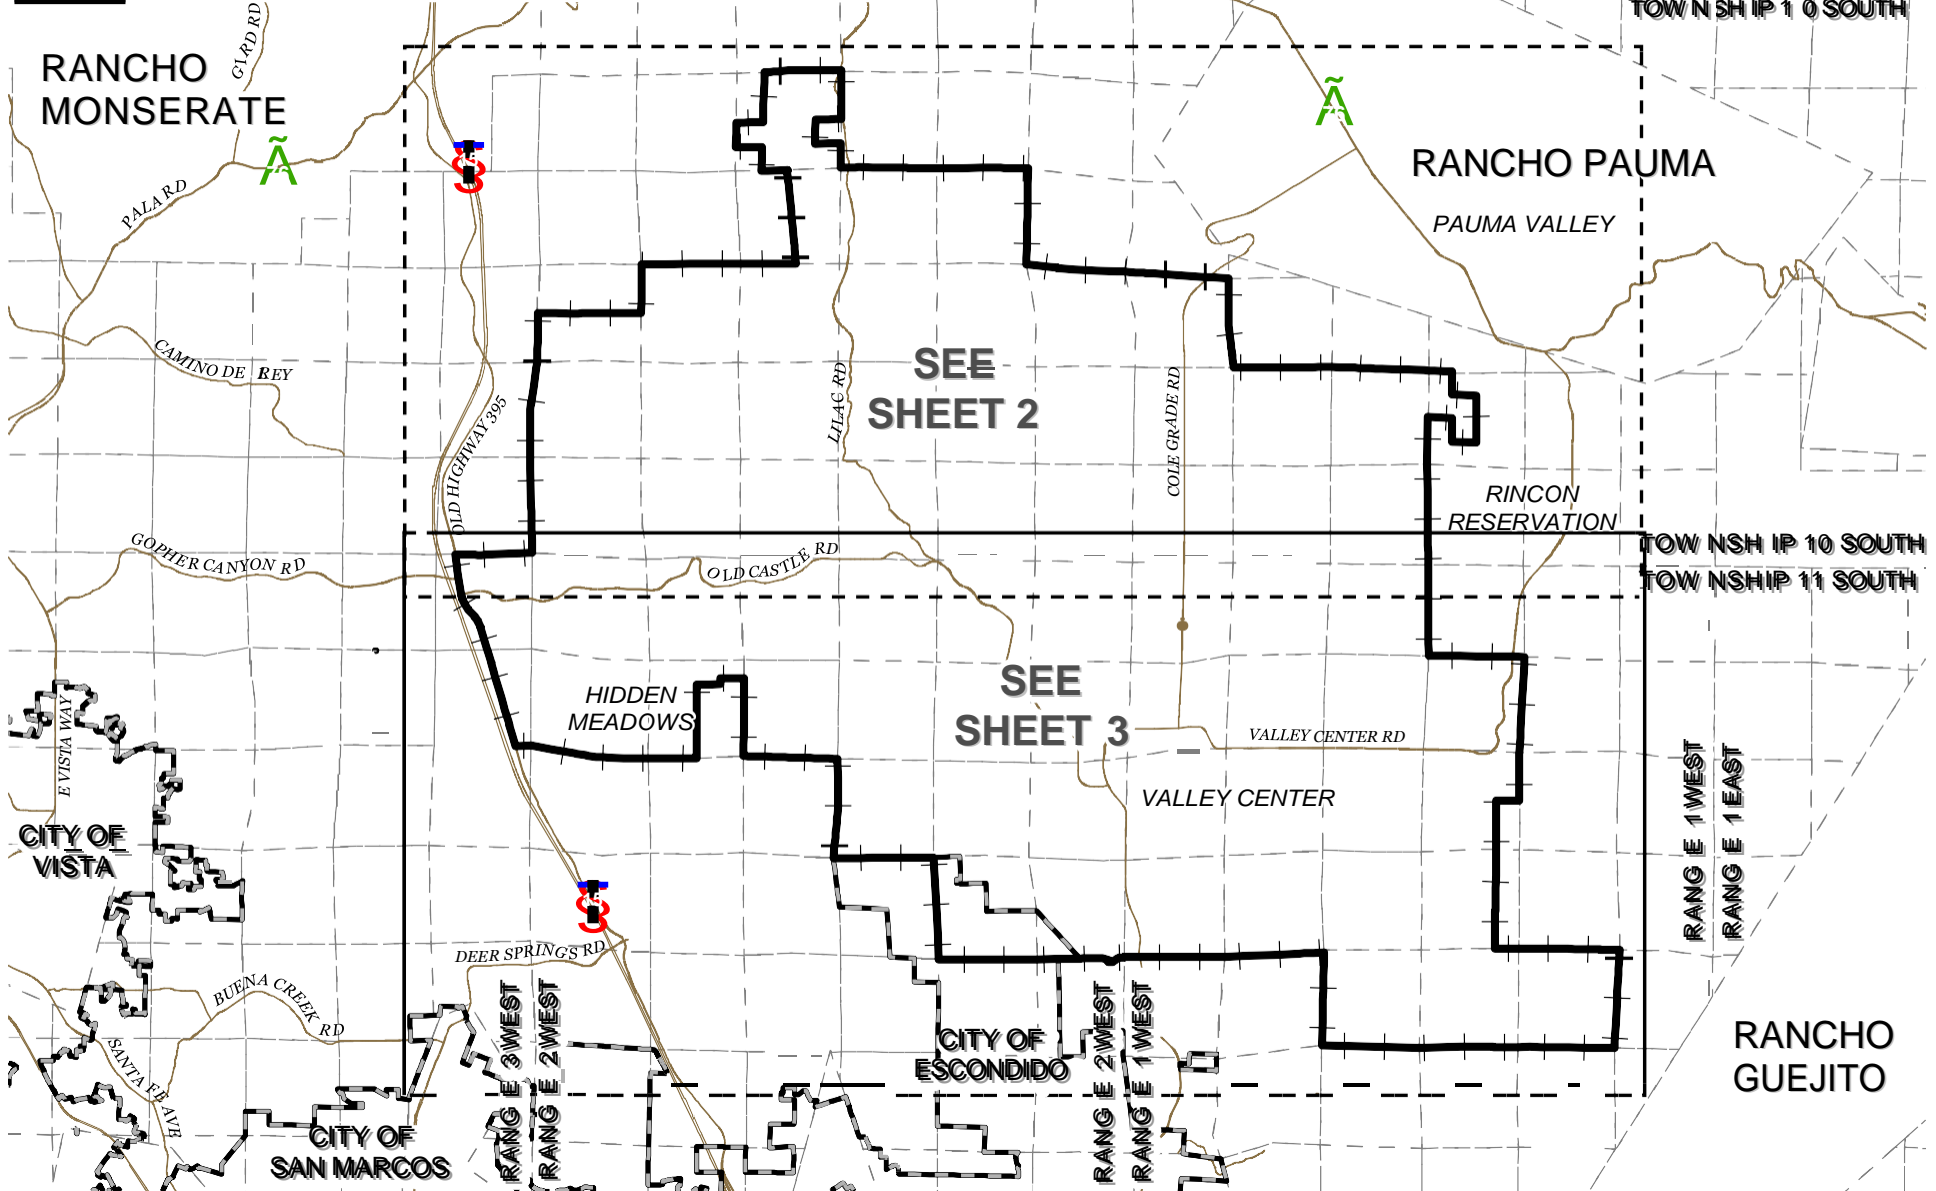 TOWNSHIP 10 SOUTH
RANCHO
MONSERATE
GVRD RD
PALA RD
RANCHO PAUMA
PAUMA VALLEY
CAMINO DE REY
OLD HIGHWAY 395
LILAC RD
SEE
SHEET 2
COLE GRADE RD
RINCON
RESERVATION
TOWNSHIP 10 SOUTH
TOWNSHIP 11 SOUTH
GOPHER CANYON RD
OLD CASTLE RD
HIDDEN
MEADOWS
SEE
SHEET 3
VALLEY CENTER RD
VALLEY CENTER
E VISTA WAY
CITY OF
VISTA
RANGE 1 WEST
RANGE 1 EAST
DEER SPRINGS RD
BUENA CREEK RD
SANTA FE AVE
RANGE 3 WEST
RANGE 2 WEST
CITY OF
ESCONDIDO
RANGE 2 WEST
RANGE 1 WEST
RANCHO
GUEJITO
CITY OF
SAN MARCOS